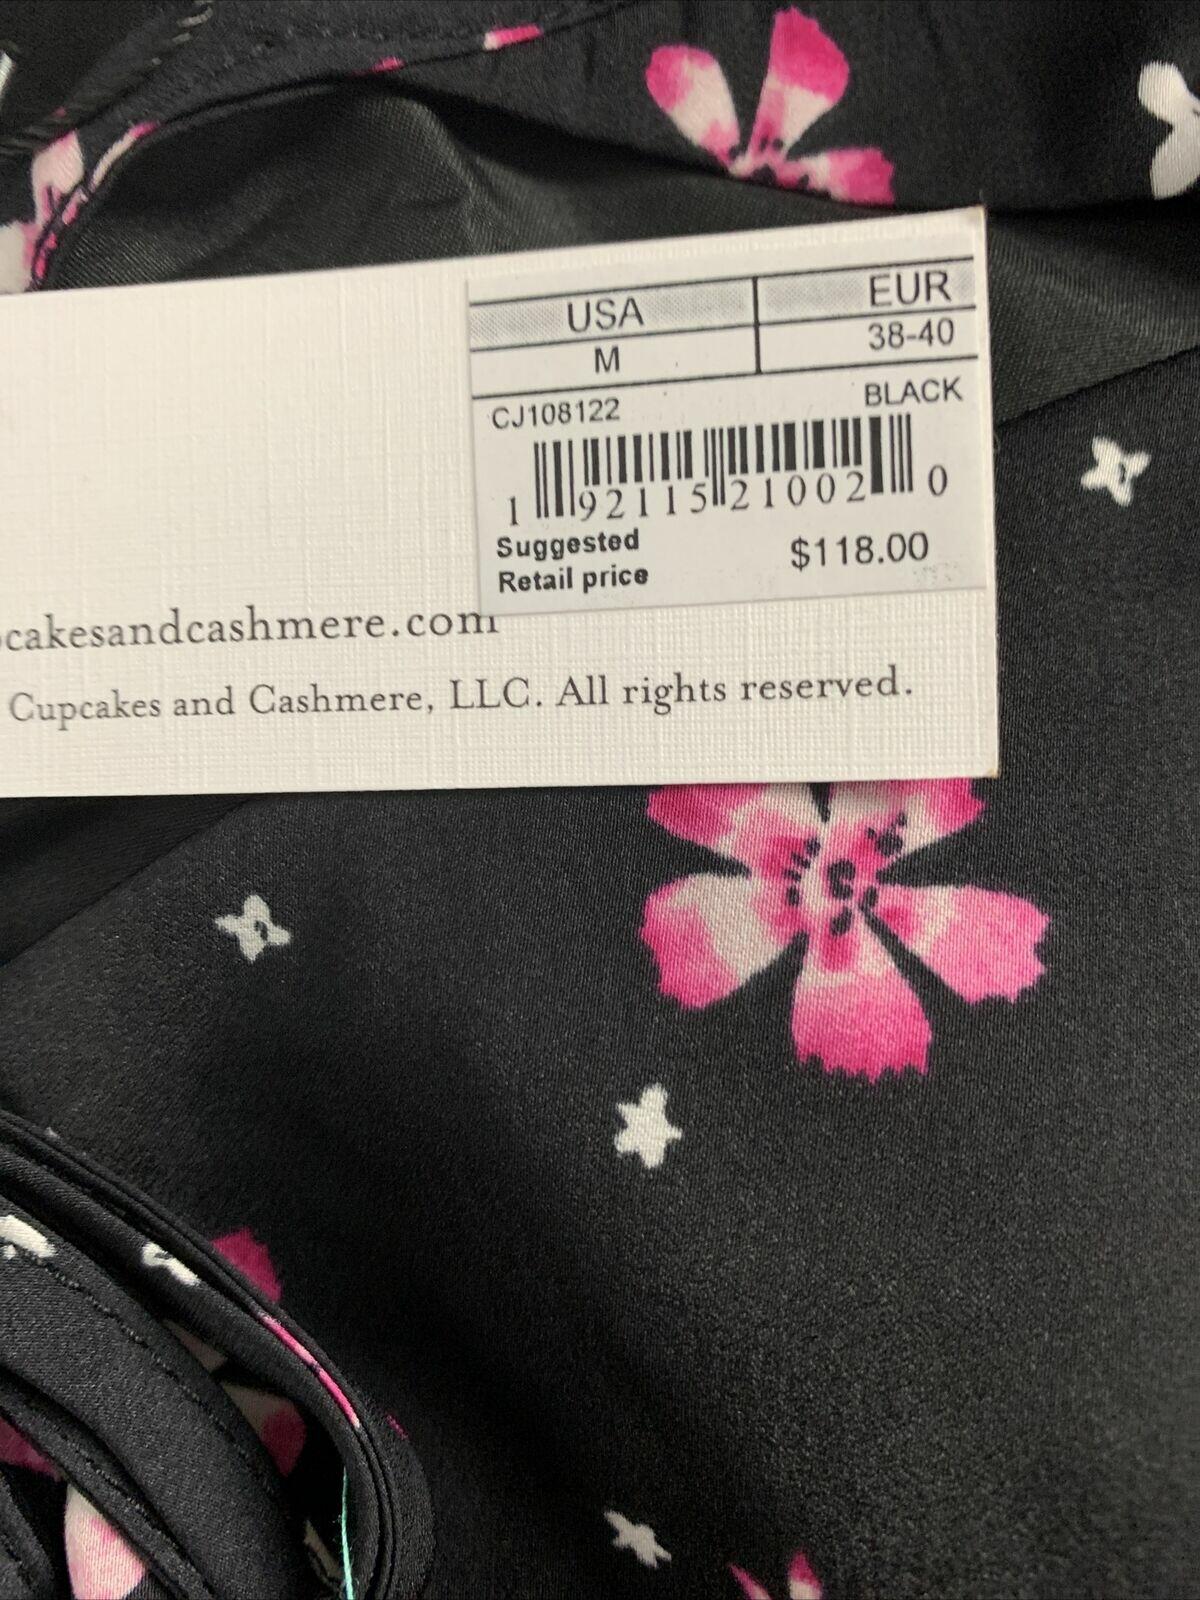 USA EUR
M 38-40
CJ108122 BLACK
1 92115 21002 0
Suggested
Retail price $118.00
cakesandcashmere.com
Cupcakes and Cashmere, LLC. All rights reserved.